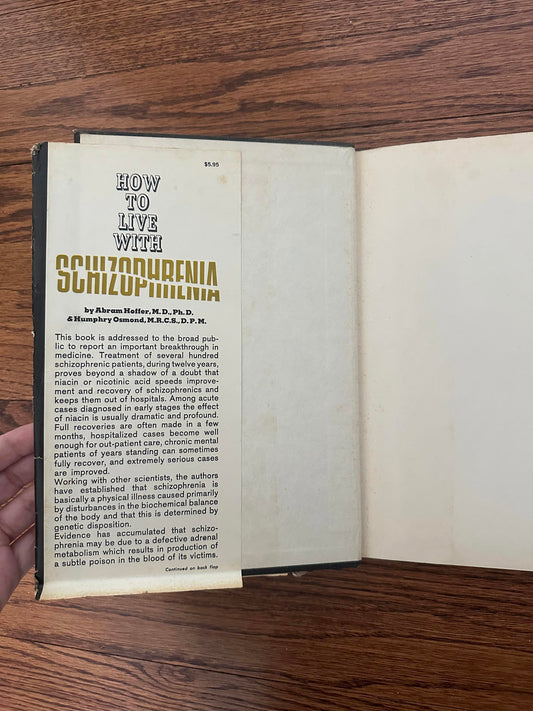 $5.95
HOW
TO
LIVE
WITH
SCHIZOPHRENIA
by Abram Hoffer, M.D., Ph.D.
& Humphry Osmond, M.R.C.S., D.P.M.
This book is addressed to the broad pub-
lic to report an important breakthrough in
medicine. Treatment of several hundred
schizophrenic patients, during twelve years,
proves beyond a shadow of a doubt that
niacin or nicotinic acid speeds improve-
ment and recovery of schizophrenics and
keeps them out of hospitals. Among acute
cases diagnosed in early stages the effect
of niacin is usually dramatic and profound.
Full recoveries are often made in a few
months, hospitalized cases become well
enough for out-patient care, chronic mental
patients of years standing can sometimes
fully recover, and extremely serious cases
are improved.
Working with other scientists, the authors
have established that schizophrenia is
basically a physical illness caused primarily
by disturbances in the biochemical balance
of the body and that this is determined by
genetic disposition.
Evidence has accumulated that schizo-
phrenia may be due to a defective adrenal
metabolism which results in production of
a subtle poison in the blood of its victims.
Continued on back flap